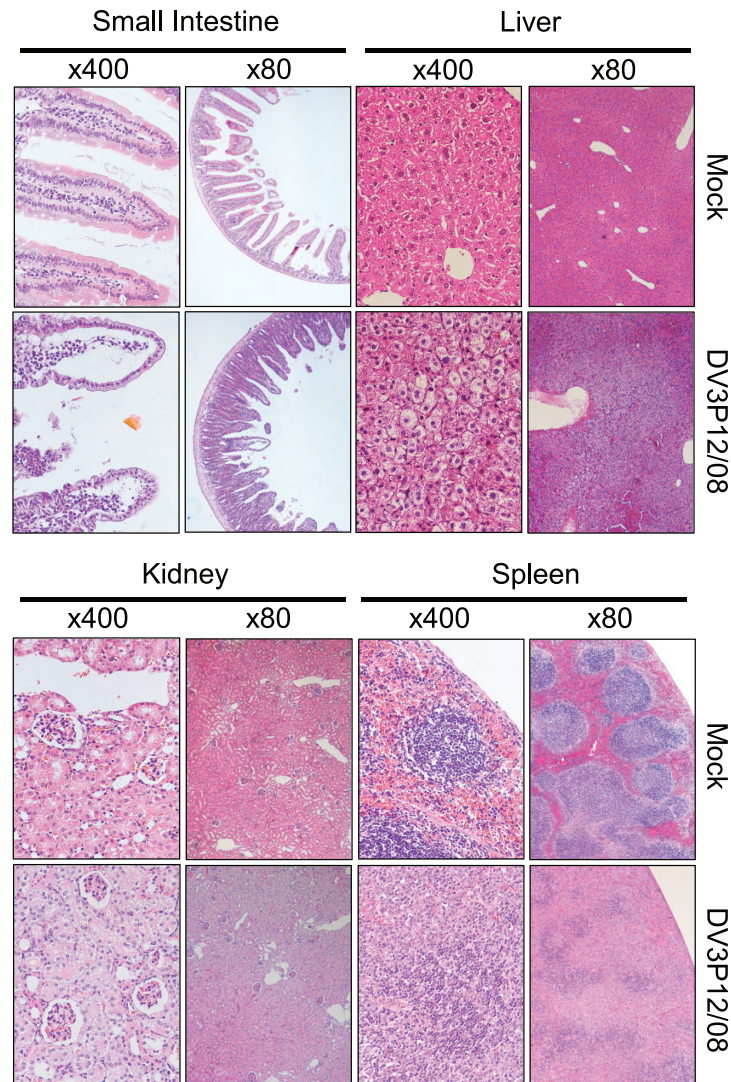 Small Intestine Liver
x400 x80 x400 x80
Mock
DV3P12/08
Kidney Spleen
x400 x80 x400 x80
Mock
DV3P12/08